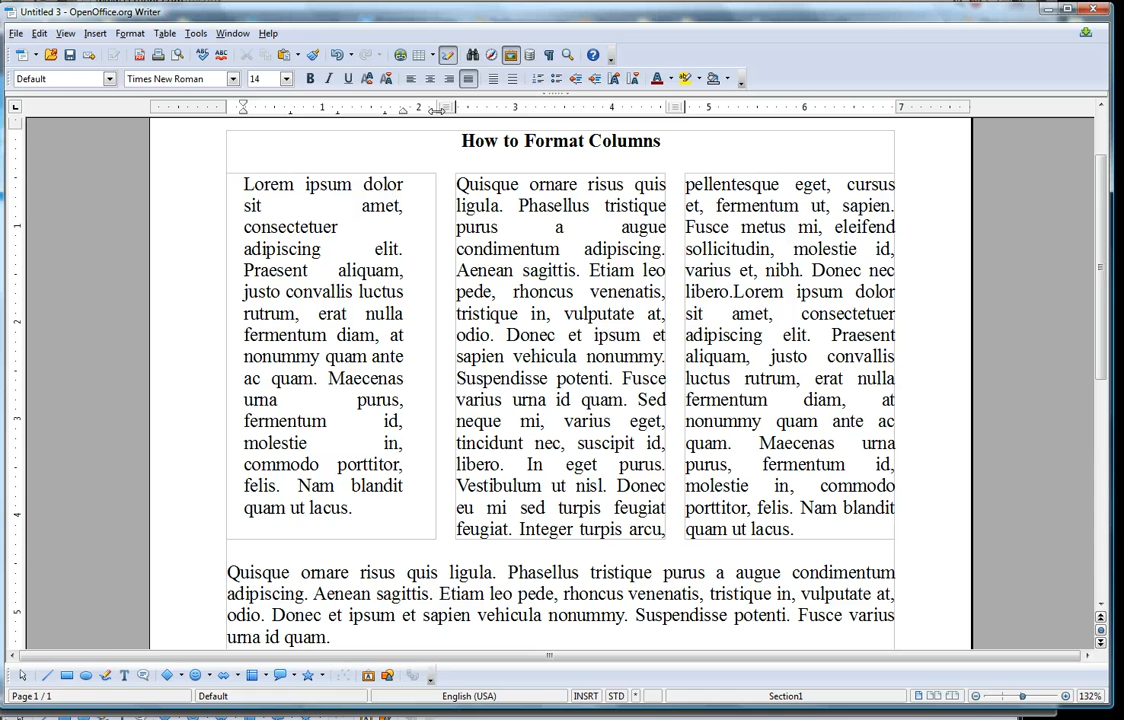 Untitled 3 - OpenOffice.org Writer
File Edit View Insert Format Table Tools Window Help
Default Times New Roman 14
1 2 3 4 5 6 7
How to Format Columns
Lorem ipsum dolor
sit amet,
consectetuer
adipiscing elit.
Praesent aliquam,
justo convallis luctus
rutrum, erat nulla
fermentum diam, at
nonummy quam ante
ac quam. Maecenas
urna purus,
fermentum id,
molestie in,
commodo porttitor,
felis. Nam blandit
quam ut lacus.
Quisque ornare risus quis
ligula. Phasellus tristique
purus a augue
condimentum adipiscing.
Aenean sagittis. Etiam leo
pede, rhoncus venenatis,
tristique in, vulputate at,
odio. Donec et ipsum et
sapien vehicula nonummy.
Suspendisse potenti. Fusce
varius urna id quam. Sed
neque mi, varius eget,
tincidunt nec, suscipit id,
libero. In eget purus.
Vestibulum ut nisl. Donec
eu mi sed turpis feugiat
feugiat. Integer turpis arcu,
pellentesque eget, cursus
et, fermentum ut, sapien.
Fusce metus mi, eleifend
sollicitudin, molestie id,
varius et, nibh. Donec nec
libero.Lorem ipsum dolor
sit amet, consectetuer
adipiscing elit. Praesent
aliquam, justo convallis
luctus rutrum, erat nulla
fermentum diam, at
nonummy quam ante ac
quam. Maecenas urna
purus, fermentum id,
molestie in, commodo
porttitor, felis. Nam blandit
quam ut lacus.
Quisque ornare risus quis ligula. Phasellus tristique purus a augue condimentum
adipiscing. Aenean sagittis. Etiam leo pede, rhoncus venenatis, tristique in, vulputate at,
odio. Donec et ipsum et sapien vehicula nonummy. Suspendisse potenti. Fusce varius
urna id quam.
1
2
3
4
5
Page 1 / 1 Default English (USA) INSRT STD * Section1 132%